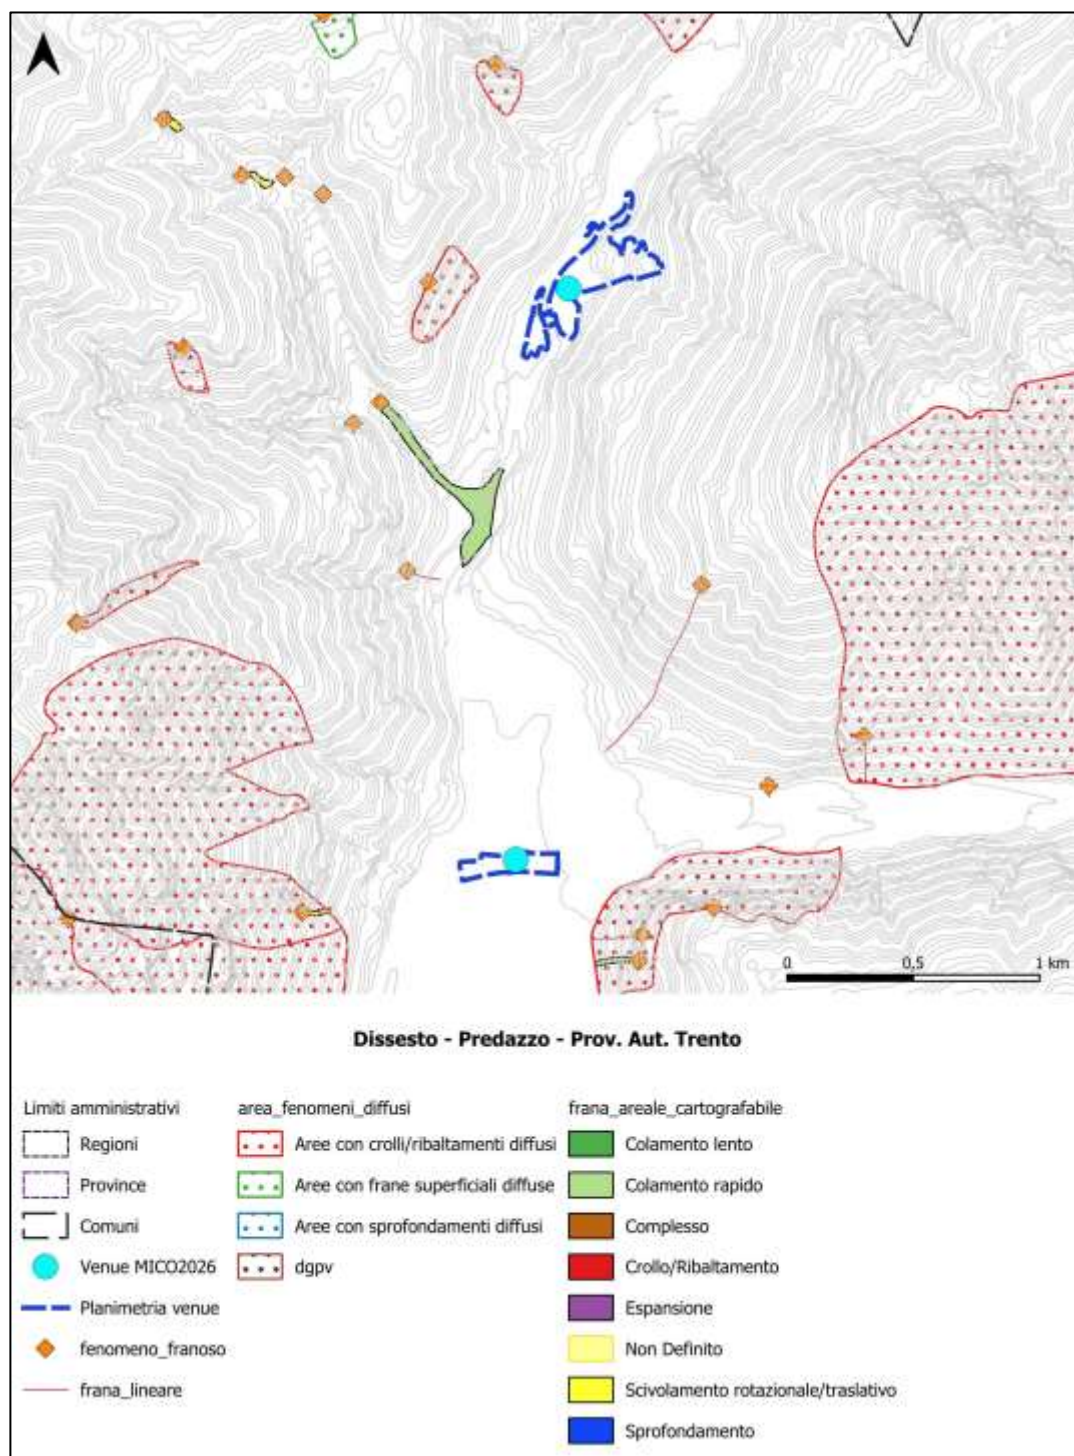 0 0,5 1 km
Dissesto - Predazzo - Prov. Aut. Trento
Limiti amministrativi
Regioni
Province
Comuni
Venue MICO2026
Planimetria venue
fenomeno_franoso
frana_lineare
area_fenomeni_diffusi
Aree con crolli/ribaltamenti diffusi
Aree con frane superficiali diffuse
Aree con sprofondamenti diffusi
dgpv
frana_areale_cartografabile
Colamento lento
Colamento rapido
Complesso
Crollo/Ribaltamento
Espansione
Non Definito
Scivolamento rotazionale/traslativo
Sprofondamento